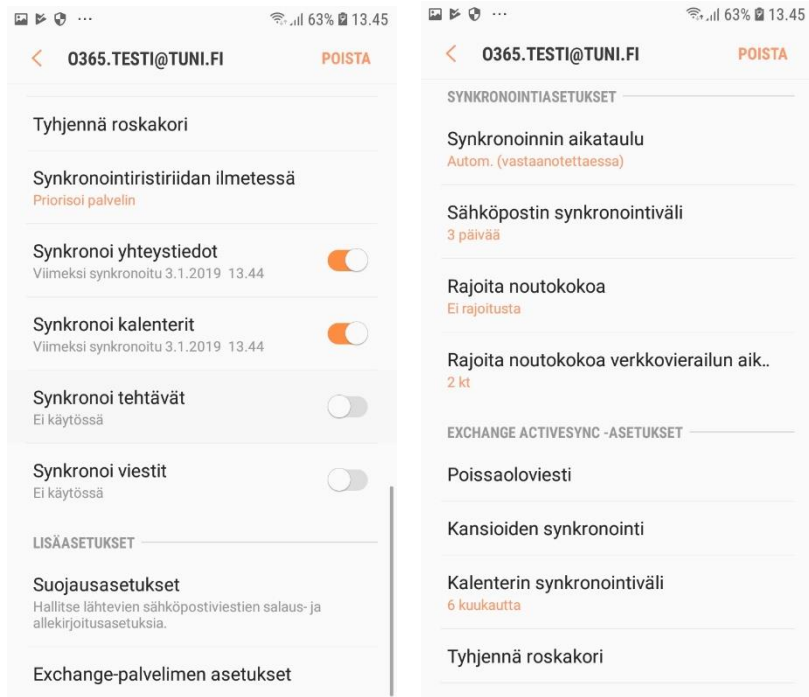 63% 13.45
O365.TESTI@TUNI.FI POISTA
Tyhjennä roskakori
Synkronointiristiriidan ilmetessä
Priorisoi palvelin
Synkronoi yhteystiedot
Viimeksi synkronoitu 3.1.2019 13.44
Synkronoi kalenterit
Viimeksi synkronoitu 3.1.2019 13.44
Synkronoi tehtävät
Ei käytössä
Synkronoi viestit
Ei käytössä
LISÄASETUKSET
Suojausasetukset
Hallitse lähtevien sähköpostiviestien salaus- ja
allekirjoitusasetuksia.
Exchange-palvelimen asetukset
63% 13.45
O365.TESTI@TUNI.FI POISTA
SYNKRONOINTIASETUKSET
Synkronoinnin aikataulu
Autom. (vastaanotettaessa)
Sähköpostin synkronointiväli
3 päivää
Rajoita noutokokoa
Ei rajoitusta
Rajoita noutokokoa verkkovierailun aik..
2 kt
EXCHANGE ACTIVESYNC -ASETUKSET
Poissaoloviesti
Kansioiden synkronointi
Kalenterin synkronointiväli
6 kuukautta
Tyhjennä roskakori